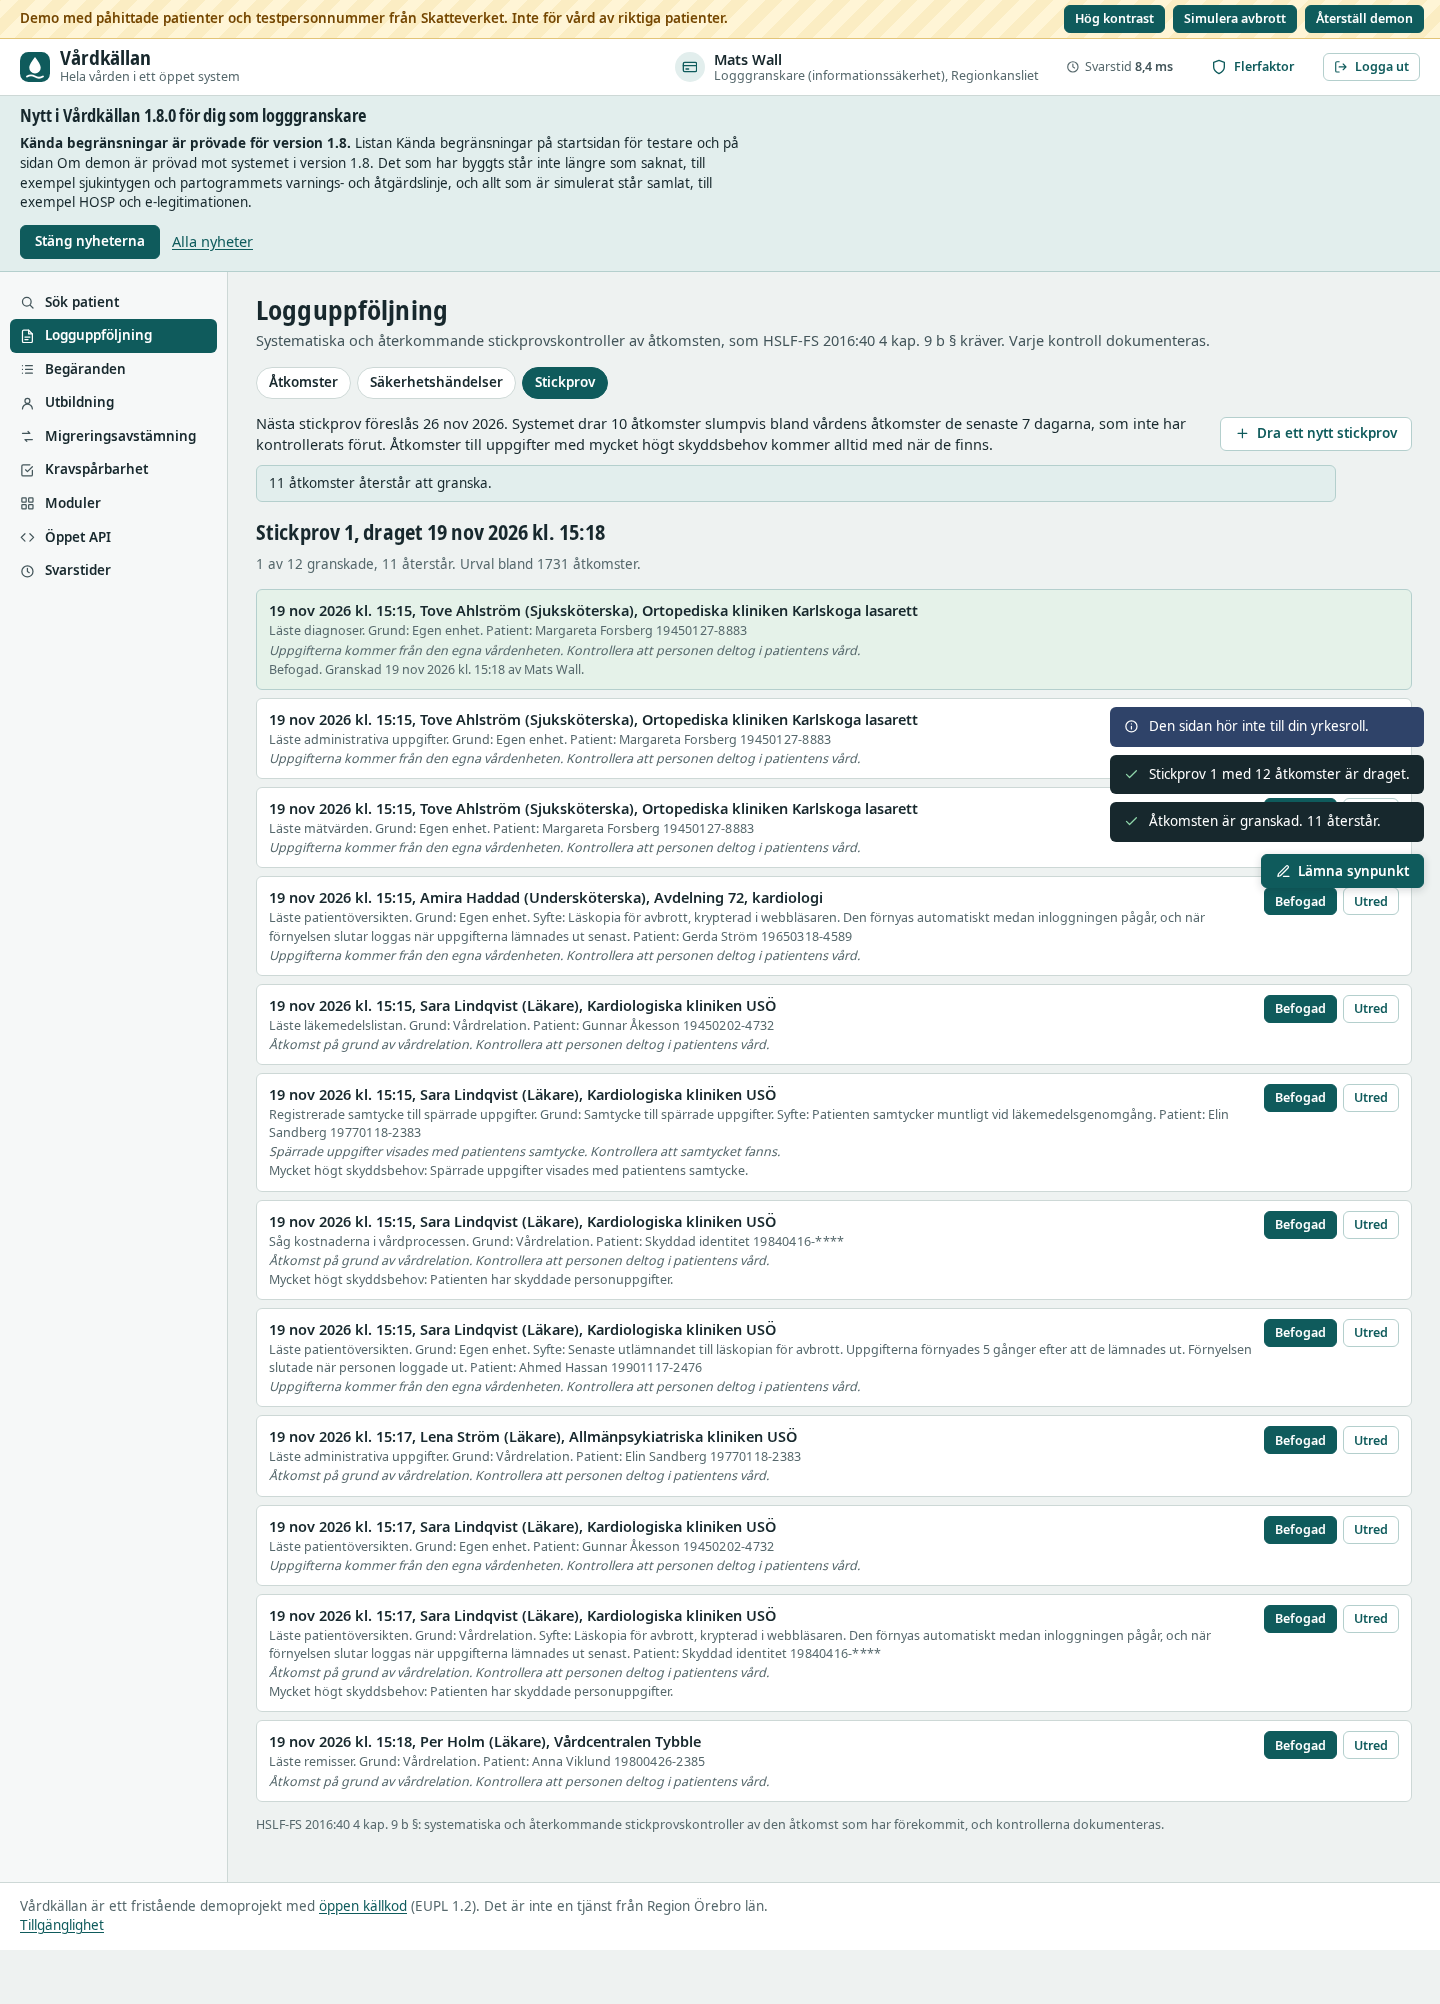 Demo med påhittade patienter och testpersonnummer från Skatteverket. Inte för vård av riktiga patienter.
Hög kontrast
Simulera avbrott
Återställ demon
Vårdkällan
Hela vården i ett öppet system
Mats Wall
Logggranskare (informationssäkerhet), Regionkansliet
Svarstid 8,4 ms
Flerfaktor
Logga ut
Nytt i Vårdkällan 1.8.0 för dig som logggranskare
Kända begränsningar är prövade för version 1.8. Listan Kända begränsningar på startsidan för testare och på
sidan Om demon är prövad mot systemet i version 1.8. Det som har byggts står inte längre som saknat, till
exempel sjukintygen och partogrammets varnings- och åtgärdslinje, och allt som är simulerat står samlat, till
exempel HOSP och e-legitimationen.
Stäng nyheterna
Alla nyheter
Sök patient
Logguppföljning
Begäranden
Utbildning
Migreringsavstämning
Kravspårbarhet
Moduler
Öppet API
Svarstider
Logguppföljning
Systematiska och återkommande stickprovskontroller av åtkomsten, som HSLF-FS 2016:40 4 kap. 9 b § kräver. Varje kontroll dokumenteras.
Åtkomster
Säkerhetshändelser
Stickprov
Nästa stickprov föreslås 26 nov 2026. Systemet drar 10 åtkomster slumpvis bland vårdens åtkomster de senaste 7 dagarna, som inte har
kontrollerats förut. Åtkomster till uppgifter med mycket högt skyddsbehov kommer alltid med när de finns.
Dra ett nytt stickprov
11 åtkomster återstår att granska.
Stickprov 1, draget 19 nov 2026 kl. 15:18
1 av 12 granskade, 11 återstår. Urval bland 1731 åtkomster.
19 nov 2026 kl. 15:15, Tove Ahlström (Sjuksköterska), Ortopediska kliniken Karlskoga lasarett
Läste diagnoser. Grund: Egen enhet. Patient: Margareta Forsberg 19450127-8883
Uppgifterna kommer från den egna vårdenheten. Kontrollera att personen deltog i patientens vård.
Befogad. Granskad 19 nov 2026 kl. 15:18 av Mats Wall.
19 nov 2026 kl. 15:15, Tove Ahlström (Sjuksköterska), Ortopediska kliniken Karlskoga lasarett
Läste administrativa uppgifter. Grund: Egen enhet. Patient: Margareta Forsberg 19450127-8883
Uppgifterna kommer från den egna vårdenheten. Kontrollera att personen deltog i patientens vård.
Den sidan hör inte till din yrkesroll.
Stickprov 1 med 12 åtkomster är draget.
Åtkomsten är granskad. 11 återstår.
19 nov 2026 kl. 15:15, Tove Ahlström (Sjuksköterska), Ortopediska kliniken Karlskoga lasarett
Läste mätvärden. Grund: Egen enhet. Patient: Margareta Forsberg 19450127-8883
Uppgifterna kommer från den egna vårdenheten. Kontrollera att personen deltog i patientens vård.
Lämna synpunkt
19 nov 2026 kl. 15:15, Amira Haddad (Undersköterska), Avdelning 72, kardiologi
Läste patientöversikten. Grund: Egen enhet. Syfte: Läskopia för avbrott, krypterad i webbläsaren. Den förnyas automatiskt medan inloggningen pågår, och när
förnyelsen slutar loggas när uppgifterna lämnades ut senast. Patient: Gerda Ström 19650318-4589
Uppgifterna kommer från den egna vårdenheten. Kontrollera att personen deltog i patientens vård.
Befogad
Utred
19 nov 2026 kl. 15:15, Sara Lindqvist (Läkare), Kardiologiska kliniken USÖ
Läste läkemedelslistan. Grund: Vårdrelation. Patient: Gunnar Åkesson 19450202-4732
Åtkomst på grund av vårdrelation. Kontrollera att personen deltog i patientens vård.
Befogad
Utred
19 nov 2026 kl. 15:15, Sara Lindqvist (Läkare), Kardiologiska kliniken USÖ
Registrerade samtycke till spärrade uppgifter. Grund: Samtycke till spärrade uppgifter. Syfte: Patienten samtycker muntligt vid läkemedelsgenomgång. Patient: Elin
Sandberg 19770118-2383
Spärrade uppgifter visades med patientens samtycke. Kontrollera att samtycket fanns.
Mycket högt skyddsbehov: Spärrade uppgifter visades med patientens samtycke.
Befogad
Utred
19 nov 2026 kl. 15:15, Sara Lindqvist (Läkare), Kardiologiska kliniken USÖ
Såg kostnaderna i vårdprocessen. Grund: Vårdrelation. Patient: Skyddad identitet 19840416-****
Åtkomst på grund av vårdrelation. Kontrollera att personen deltog i patientens vård.
Mycket högt skyddsbehov: Patienten har skyddade personuppgifter.
Befogad
Utred
19 nov 2026 kl. 15:15, Sara Lindqvist (Läkare), Kardiologiska kliniken USÖ
Läste patientöversikten. Grund: Egen enhet. Syfte: Senaste utlämnandet till läskopian för avbrott. Uppgifterna förnyades 5 gånger efter att de lämnades ut. Förnyelsen
slutade när personen loggade ut. Patient: Ahmed Hassan 19901117-2476
Uppgifterna kommer från den egna vårdenheten. Kontrollera att personen deltog i patientens vård.
Befogad
Utred
19 nov 2026 kl. 15:17, Lena Ström (Läkare), Allmänpsykiatriska kliniken USÖ
Läste administrativa uppgifter. Grund: Vårdrelation. Patient: Elin Sandberg 19770118-2383
Åtkomst på grund av vårdrelation. Kontrollera att personen deltog i patientens vård.
Befogad
Utred
19 nov 2026 kl. 15:17, Sara Lindqvist (Läkare), Kardiologiska kliniken USÖ
Läste patientöversikten. Grund: Egen enhet. Patient: Gunnar Åkesson 19450202-4732
Uppgifterna kommer från den egna vårdenheten. Kontrollera att personen deltog i patientens vård.
Befogad
Utred
19 nov 2026 kl. 15:17, Sara Lindqvist (Läkare), Kardiologiska kliniken USÖ
Läste patientöversikten. Grund: Vårdrelation. Syfte: Läskopia för avbrott, krypterad i webbläsaren. Den förnyas automatiskt medan inloggningen pågår, och när
förnyelsen slutar loggas när uppgifterna lämnades ut senast. Patient: Skyddad identitet 19840416-****
Åtkomst på grund av vårdrelation. Kontrollera att personen deltog i patientens vård.
Mycket högt skyddsbehov: Patienten har skyddade personuppgifter.
Befogad
Utred
19 nov 2026 kl. 15:18, Per Holm (Läkare), Vårdcentralen Tybble
Läste remisser. Grund: Vårdrelation. Patient: Anna Viklund 19800426-2385
Åtkomst på grund av vårdrelation. Kontrollera att personen deltog i patientens vård.
Befogad
Utred
HSLF-FS 2016:40 4 kap. 9 b §: systematiska och återkommande stickprovskontroller av den åtkomst som har förekommit, och kontrollerna dokumenteras.
Vårdkällan är ett fristående demoprojekt med öppen källkod (EUPL 1.2). Det är inte en tjänst från Region Örebro län.
Tillgänglighet